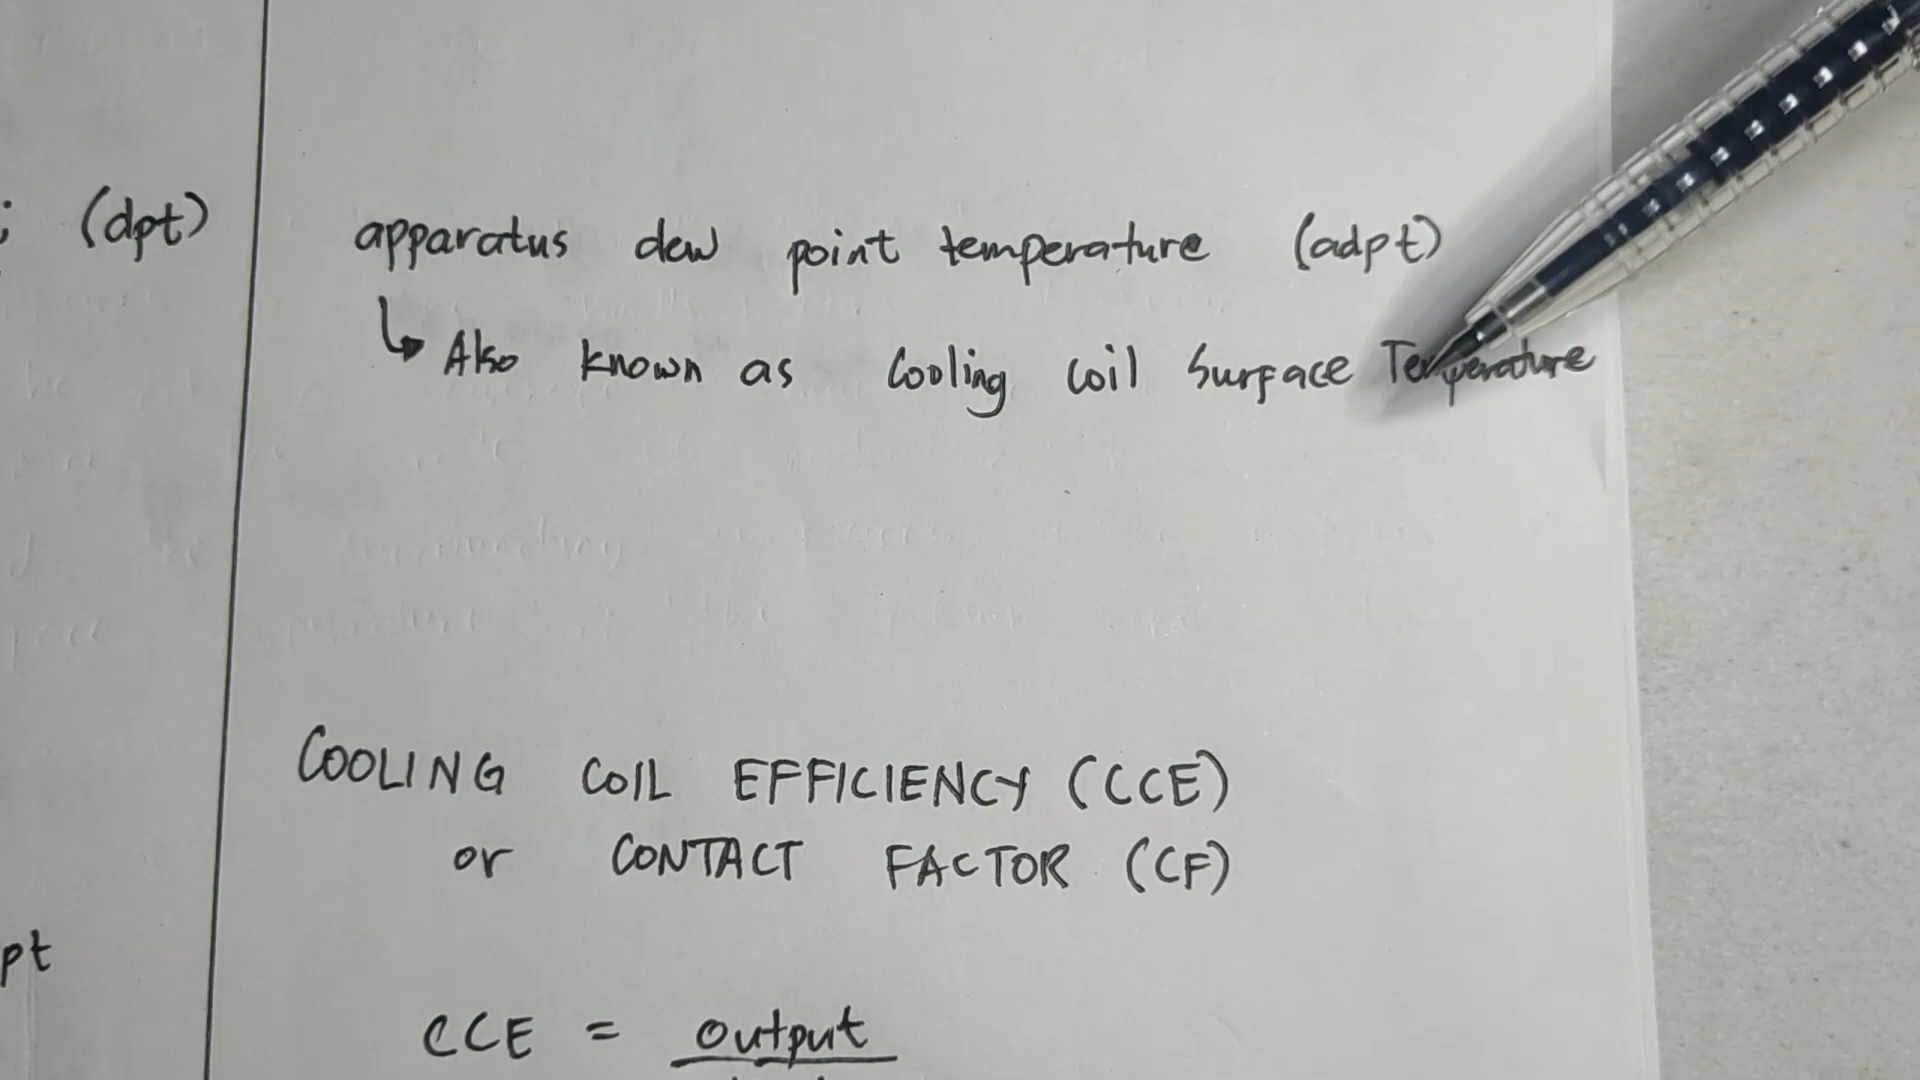 ; (dpt)
apparatus dew point temperature (adpt)
↳ Also known as Cooling Coil Surface Temperature
COOLING COIL EFFICIENCY (CCE)
or CONTACT FACTOR (CF)
pt
CCE = output